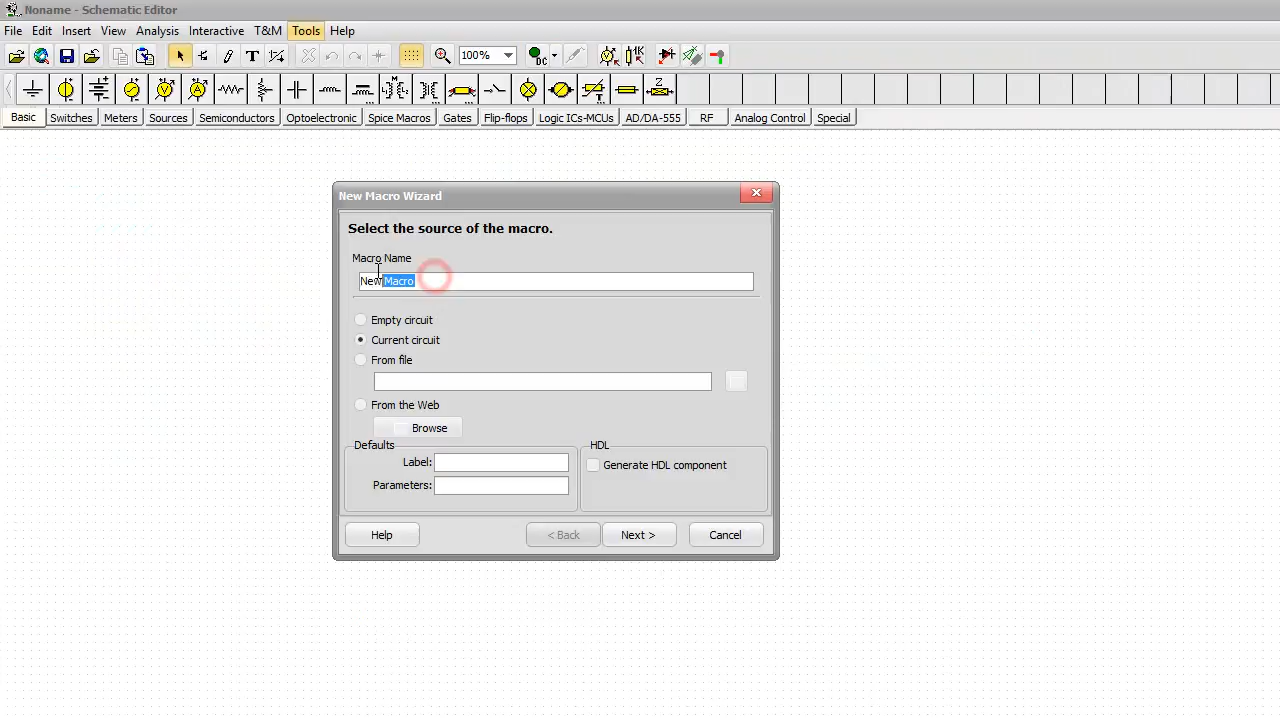 Noname - Schematic Editor
File Edit Insert View Analysis Interactive T&M Tools Help
DC 100% 1K
V A M Z
Basic Switches Meters Sources Semiconductors Optoelectronic Spice Macros Gates Flip-flops Logic ICs-MCUs AD/DA-555 RF Analog Control Special
New Macro Wizard
Select the source of the macro.
Macro Name
New Macro
Empty circuit
Current circuit
From file
From the Web
Browse
Defaults
Label:
Parameters:
HDL
Generate HDL component
Help < Back Next > Cancel